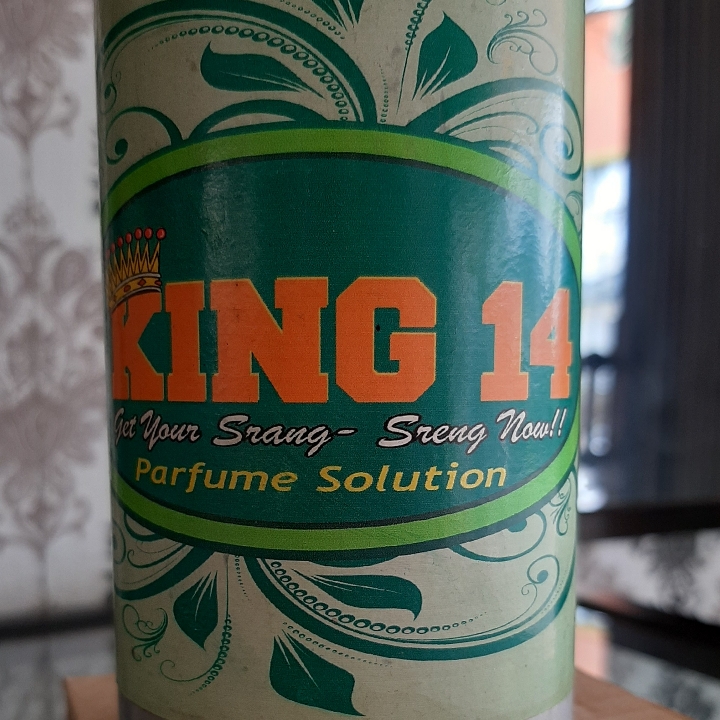 KING 14
Get Your Srang- Sreng Now!!
Parfume Solution